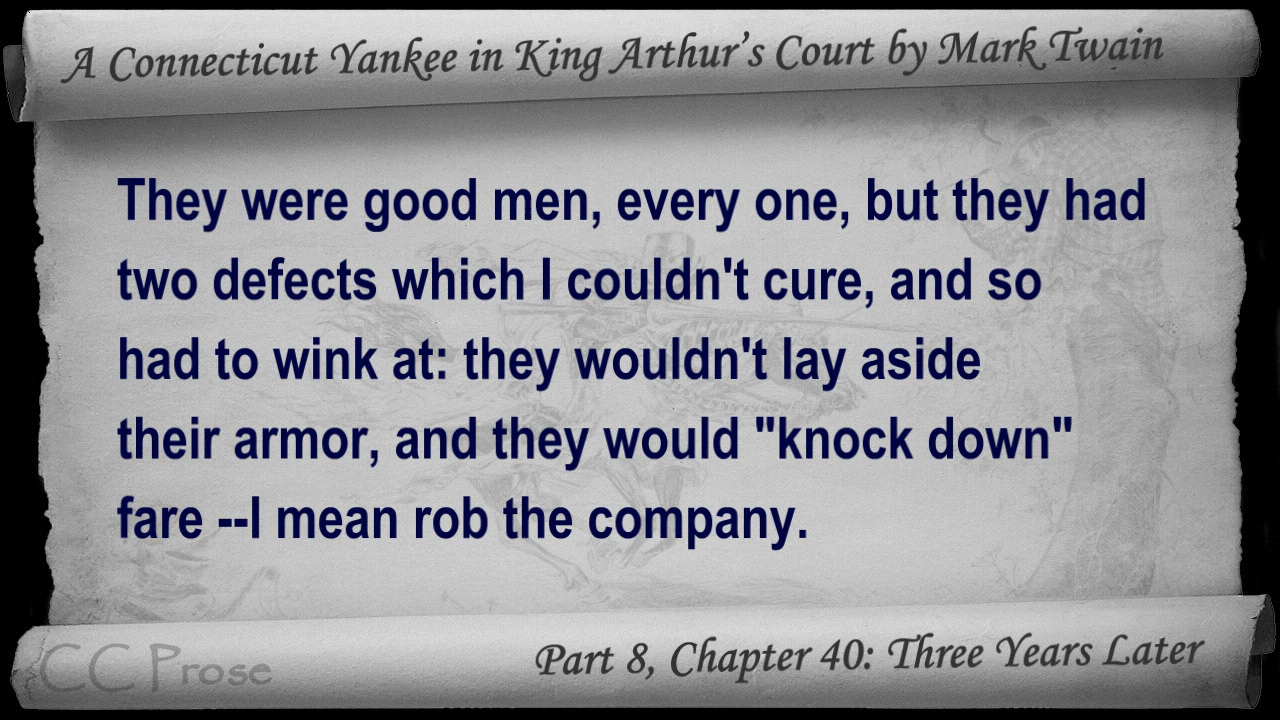 A Connecticut Yankee in King Arthur's Court by Mark Twain
They were good men, every one, but they had
two defects which I couldn't cure, and so
had to wink at: they wouldn't lay aside
their armor, and they would "knock down"
fare --I mean rob the company.
CC Prose
Part 8, Chapter 40: Three Years Later